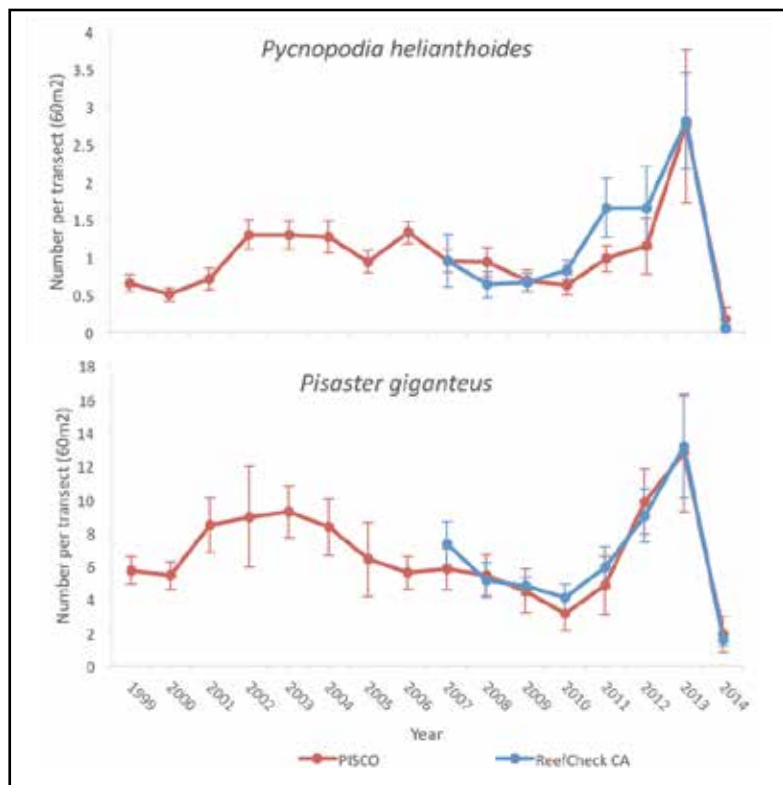 Pycnopodia helianthoides
Number per transect (60m2)
4
3.5
3
2.5
2
1.5
1
0.5
0
Pisaster giganteus
Number per transect (60m2)
18
16
14
12
10
8
6
4
2
0
1999 2000 2001 2002 2003 2004 2005 2006 2007 2008 2009 2010 2011 2012 2013 2014
Year
PISCO ReefCheck CA